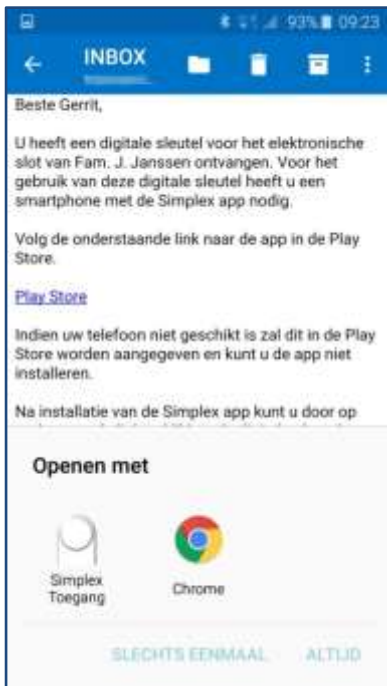 93% 09:23
INBOX
Beste Gerrit,
U heeft een digitale sleutel voor het elektronische
slot van Fam. J. Janssen ontvangen. Voor het
gebruik van deze digitale sleutel heeft u een
smartphone met de Simplex app nodig.
Volg de onderstaande link naar de app in de Play
Store.
Play Store
Indien uw telefoon niet geschikt is zal dit in de Play
Store worden aangegeven en kunt u de app niet
installeren.
Na installatie van de Simplex app kunt u door op
Openen met
Simplex
Toegang
Chrome
SLECHTS EENMAAL
ALTIJD